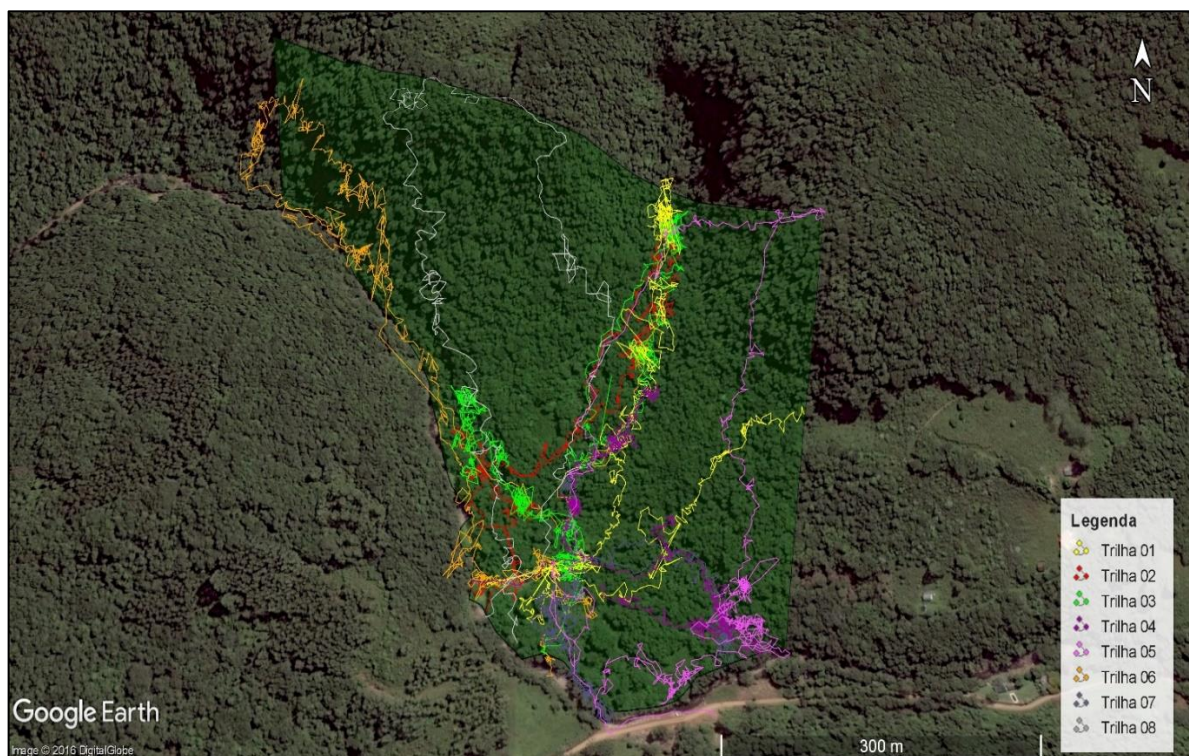 N
Legenda
Trilha 01
Trilha 02
Trilha 03
Trilha 04
Trilha 05
Trilha 06
Trilha 07
Trilha 08
Google Earth
Image © 2016 DigitalGlobe
300 m